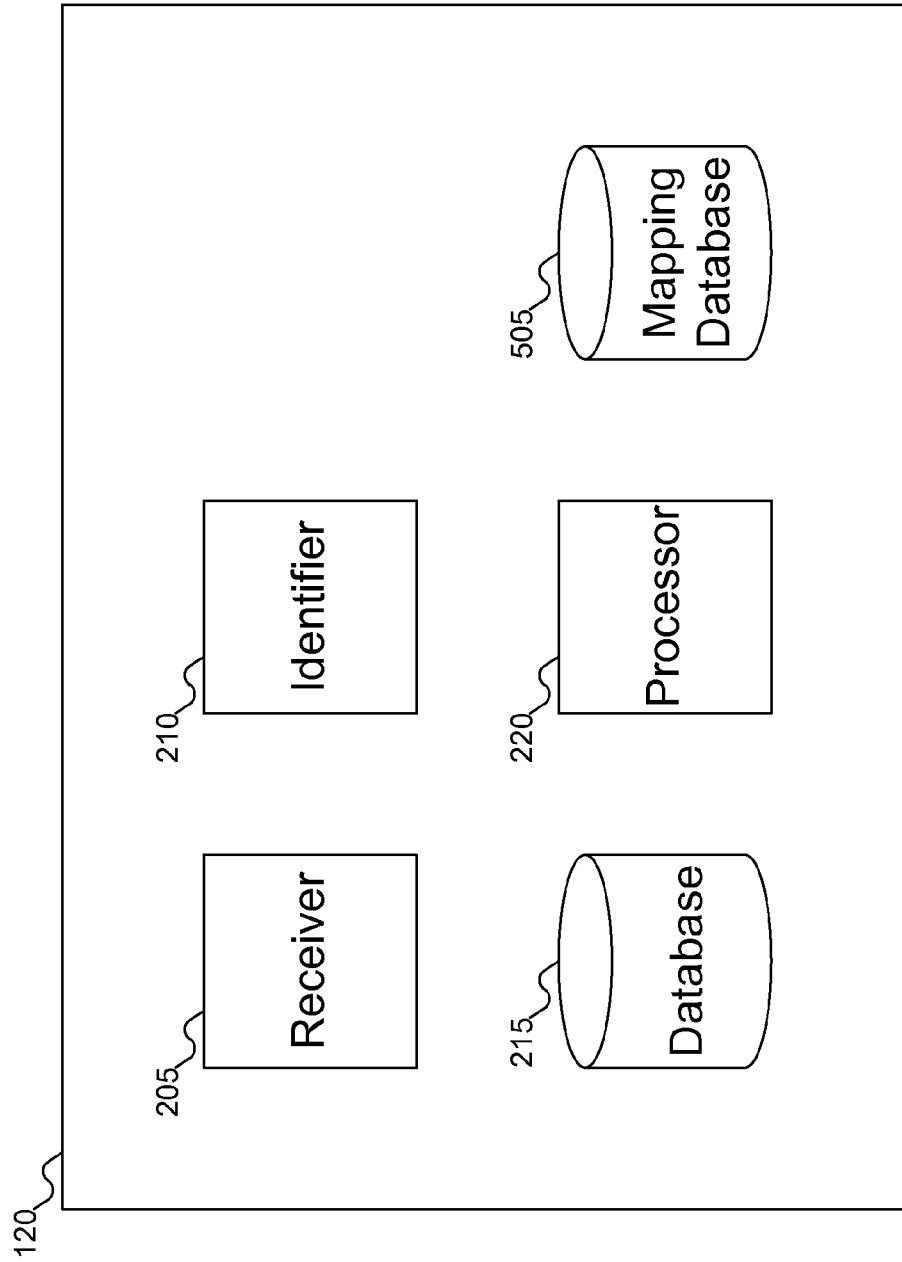 120
205
Receiver
210
Identifier
215
Database
220
Processor
505
Mapping
Database